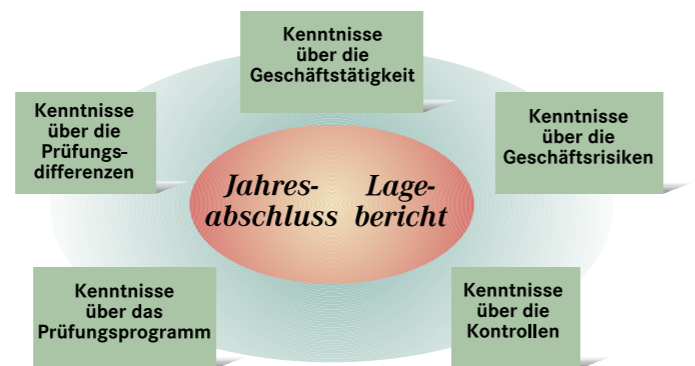 Kenntnisse
über die
Geschäftstätigkeit
Kenntnisse
über die
Prüfungs-
differenzen
Kenntnisse
über die
Geschäftsrisiken
Jahres-
abschluss
Lage-
bericht
Kenntnisse
über das
Prüfungsprogramm
Kenntnisse
über die
Kontrollen